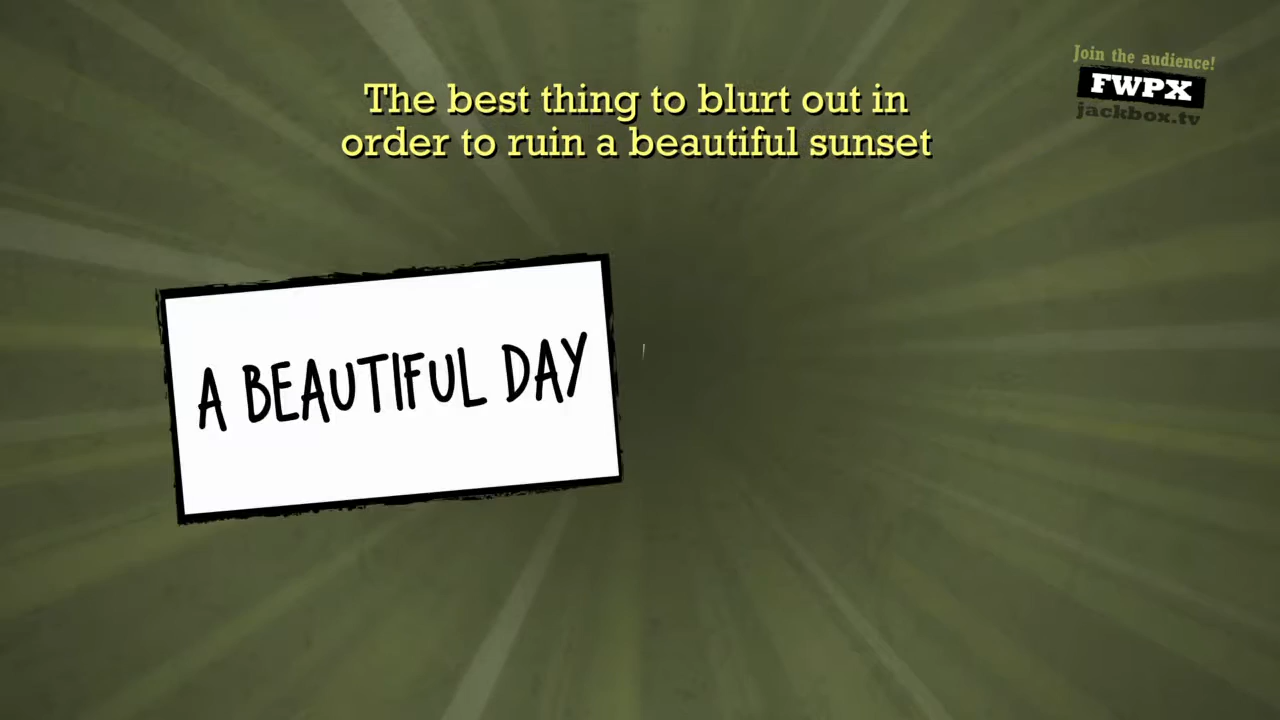 The best thing to blurt out in
order to ruin a beautiful sunset
Join the audience!
FWPX
jackbox.tv
A BEAUTIFUL DAY